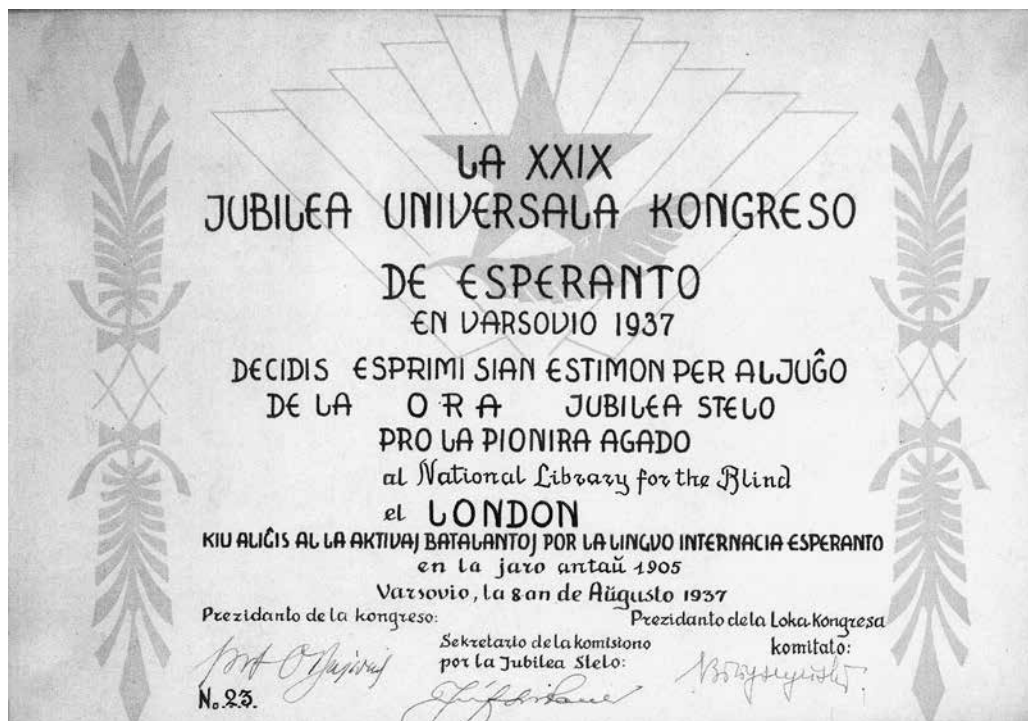 LA XXIX
JUBILEA UNIVERSALA KONGRESO
DE ESPERANTO
EN VARSOVIO 1937
DECIDIS ESPRIMI SIAN ESTIMON PER ALJUĜO
DE LA ORA JUBILEA STELO
PRO LA PIONIRA AGADO
al National Library for the Blind
el LONDON
KIU ALIĜIS AL LA AKTIVAJ BATALANTOJ POR LA LINGVO INTERNACIA ESPERANTO
en la jaro antaŭ 1905
Varsovio, la 8an de Aŭgusto 1937
Prezidanto de la kongreso:
Sekretario de la komisiono
por la Jubilea Stelo:
Prezidanto de la Loka Kongresa
komitato:
No. 23.